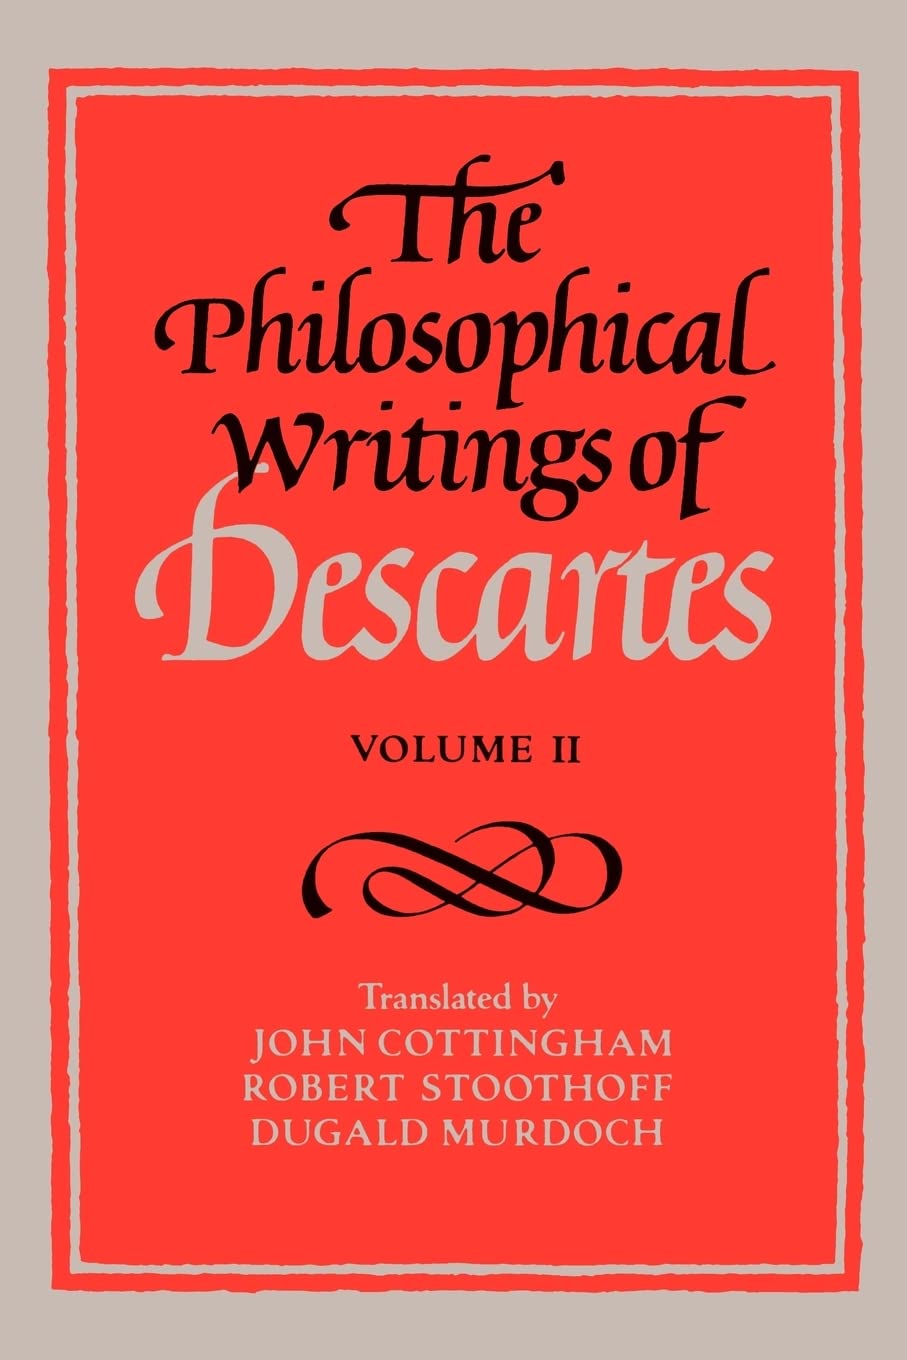 The
Philosophical
Writings of
Descartes
VOLUME II
Translated by
JOHN COTTINGHAM
ROBERT STOOTHOFF
DUGALD MURDOCH